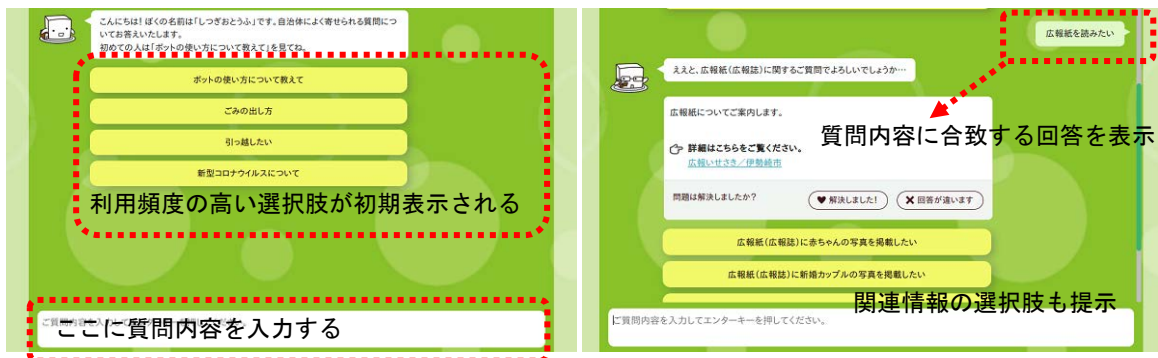 こんにちは! ぼくの名前は「しつぎおとうふ」です。自治体によく寄せられる質問につ
いてお答えいたします。
初めての人は「ボットの使い方について教えて」を見てね。
ボットの使い方について教えて
ごみの出し方
引っ越したい
新型コロナウイルスについて
利用頻度の高い選択肢が初期表示される
ここに質問内容を入力する
広報紙を読みたい
ええと、広報紙(広報誌)に関するご質問でよろしいでしょうか…
広報紙についてご案内します。
質問内容に合致する回答を表示
詳細はこちらをご覧ください。
広報いせさき/伊勢崎市
問題は解決しましたか?
解決しました!
回答が違います
広報紙(広報誌)に赤ちゃんの写真を掲載したい
広報紙(広報誌)に新婚カップルの写真を掲載したい
関連情報の選択肢も提示
ご質問内容を入力してエンターキーを押してください。